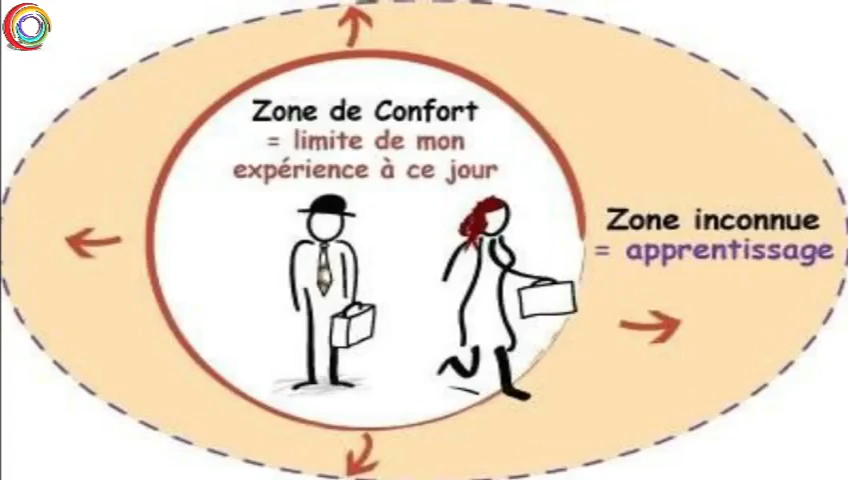 Zone de Confort
= limite de mon
expérience à ce jour
Zone inconnue
= apprentissage